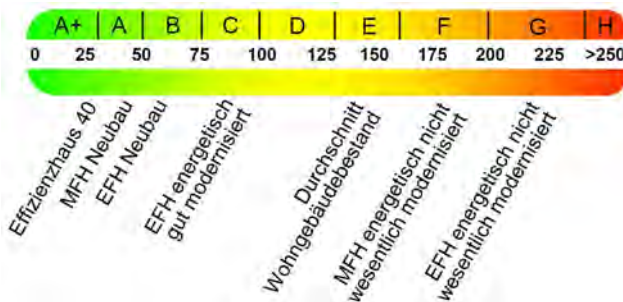 A+ A B C D E F G H
0 25 50 75 100 125 150 175 200 225 >250
Effizienzhaus 40
MFH Neubau
EFH Neubau
EFH energetisch
gut modernisiert
Durchschnitt
Wohngebäudebestand
MFH energetisch nicht
wesentlich modernisiert
EFH energetisch nicht
wesentlich modernisiert